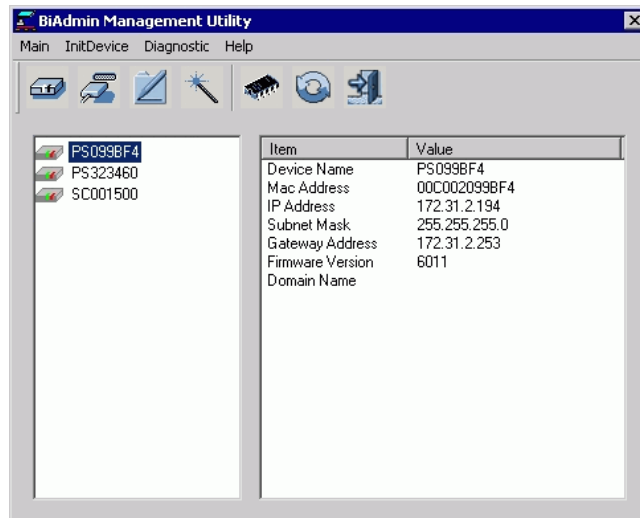 BiAdmin Management Utility
Main InitDevice Diagnostic Help
PS099BF4
PS323460
SC001500
Item Value
Device Name PS099BF4
Mac Address 00C002099BF4
IP Address 172.31.2.194
Subnet Mask 255.255.255.0
Gateway Address 172.31.2.253
Firmware Version 6011
Domain Name